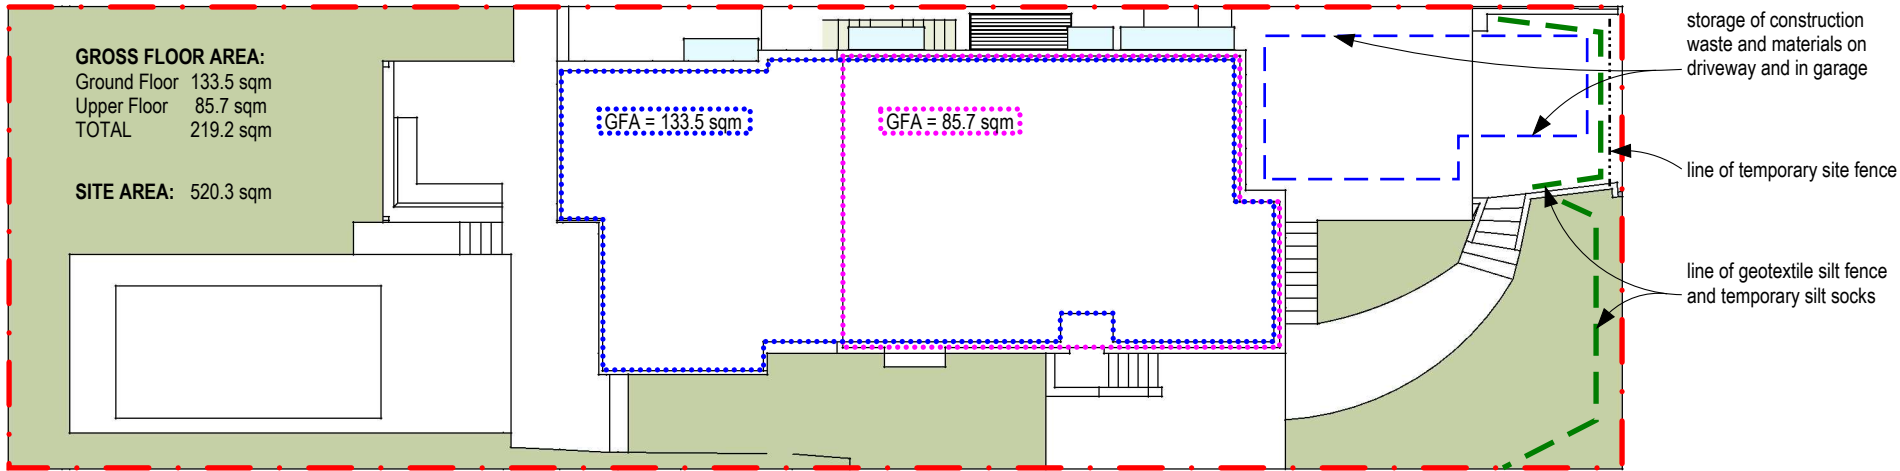 GROSS FLOOR AREA:
Ground Floor 133.5 sqm
Upper Floor 85.7 sqm
TOTAL 219.2 sqm
SITE AREA: 520.3 sqm
GFA = 133.5 sqm
GFA = 85.7 sqm
storage of construction
waste and materials on
driveway and in garage
line of temporary site fence
line of geotextile silt fence
and temporary silt socks